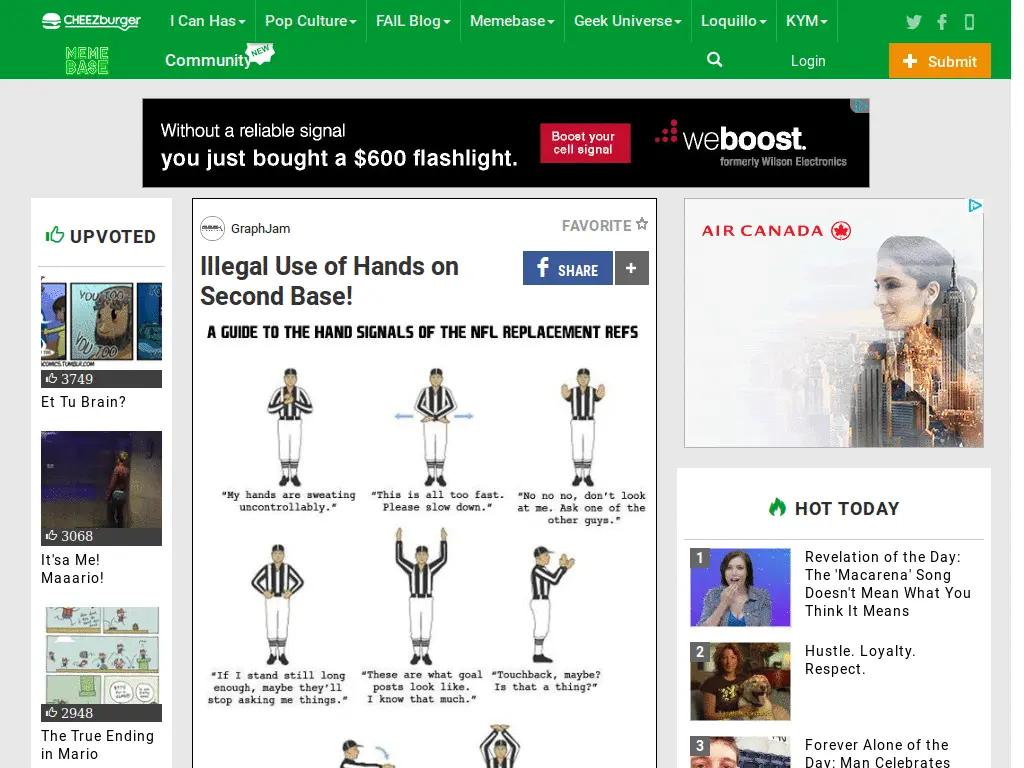 CHEEZburger
I Can Has
Pop Culture
FAIL Blog
Memebase
Geek Universe
Loquillo
KYM
MEME
BASE
Community
NEW
Login
+ Submit
Without a reliable signal
you just bought a $600 flashlight.
Boost your
cell signal
weboost.
formerly Wilson Electronics
UPVOTED
YOU TOO
YOU TOO
3749
Et Tu Brain?
3068
It'sa Me!
Maaario!
2948
The True Ending
in Mario
GraphJam
FAVORITE
Illegal Use of Hands on
Second Base!
f SHARE
+
A GUIDE TO THE HAND SIGNALS OF THE NFL REPLACEMENT REFS
"My hands are sweating
uncontrollably."
"This is all too fast.
Please slow down."
"No no no, don't look
at me. Ask one of the
other guys."
"If I stand still long
enough, maybe they'll
stop asking me things."
"These are what goal
posts look like.
I know that much."
"Touchback, maybe?
Is that a thing?"
AIR CANADA
HOT TODAY
1
Revelation of the Day:
The 'Macarena' Song
Doesn't Mean What You
Think It Means
2
Hustle. Loyalty.
Respect.
3
Forever Alone of the
Day: Man Celebrates